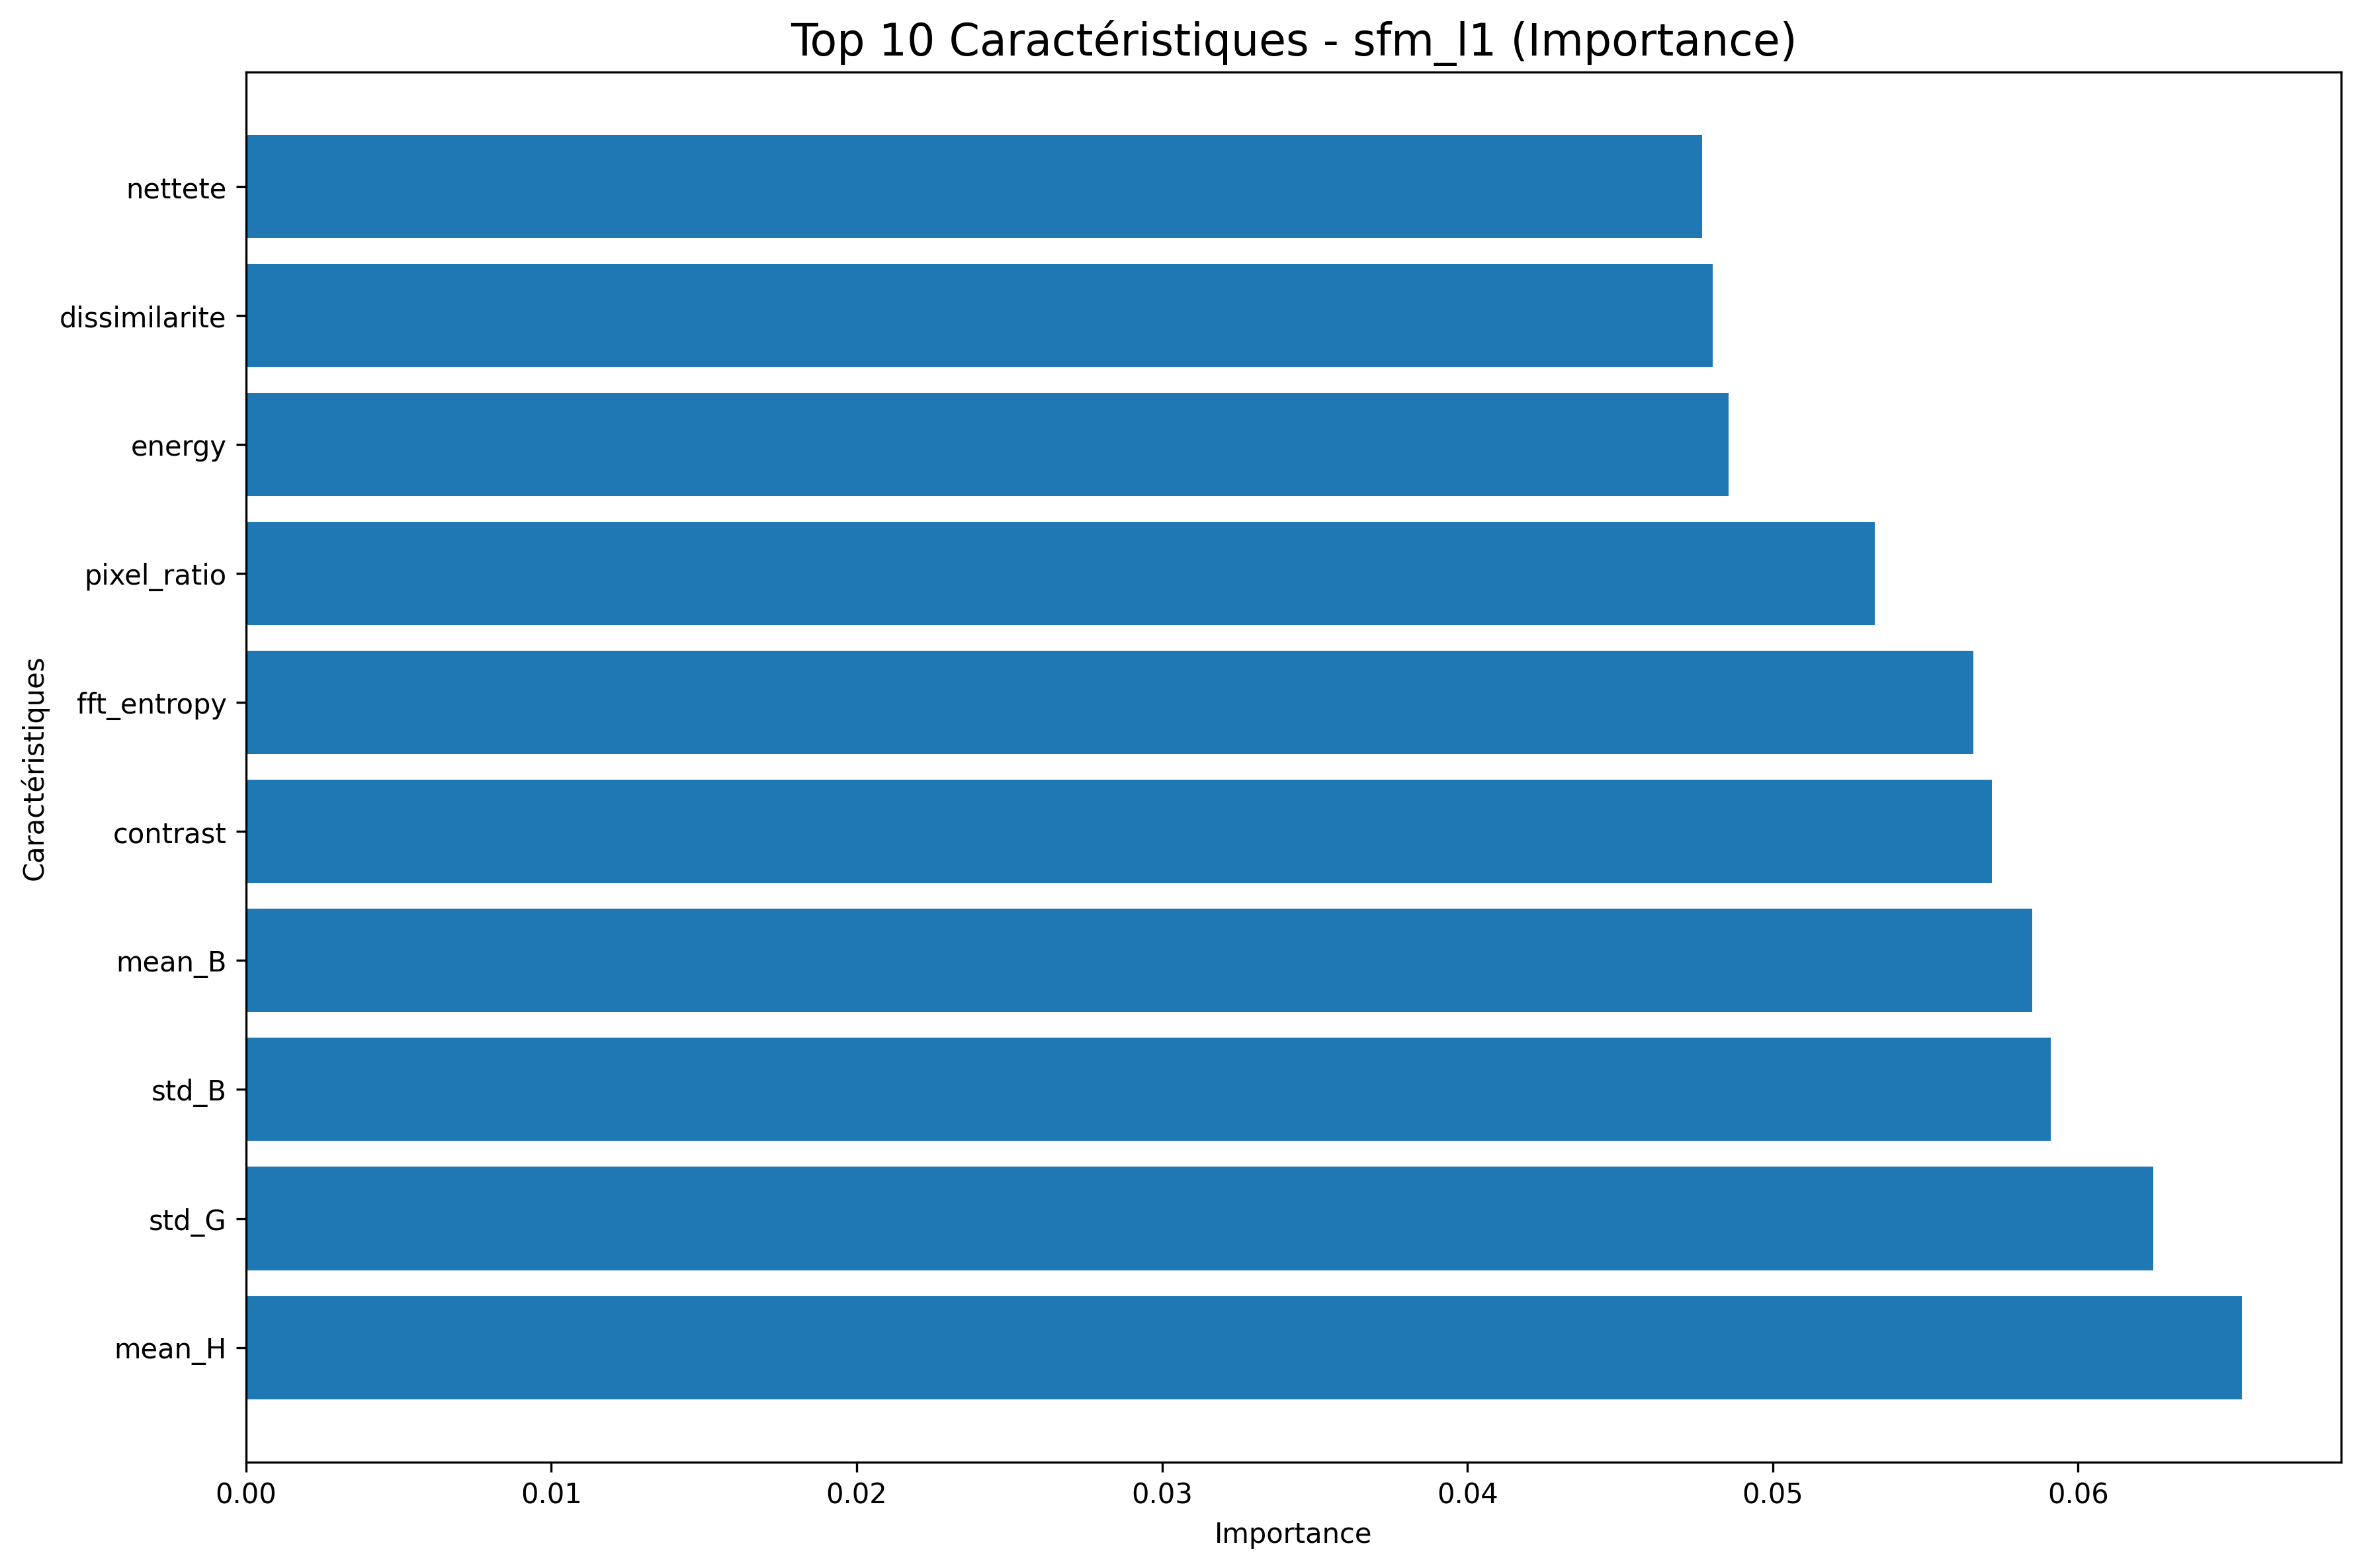 Top 10 Caractéristiques - sfm_l1 (Importance)
Caractéristiques
nettete
dissimilarite
energy
pixel_ratio
fft_entropy
contrast
mean_B
std_B
std_G
mean_H
0.00 0.01 0.02 0.03 0.04 0.05 0.06
Importance